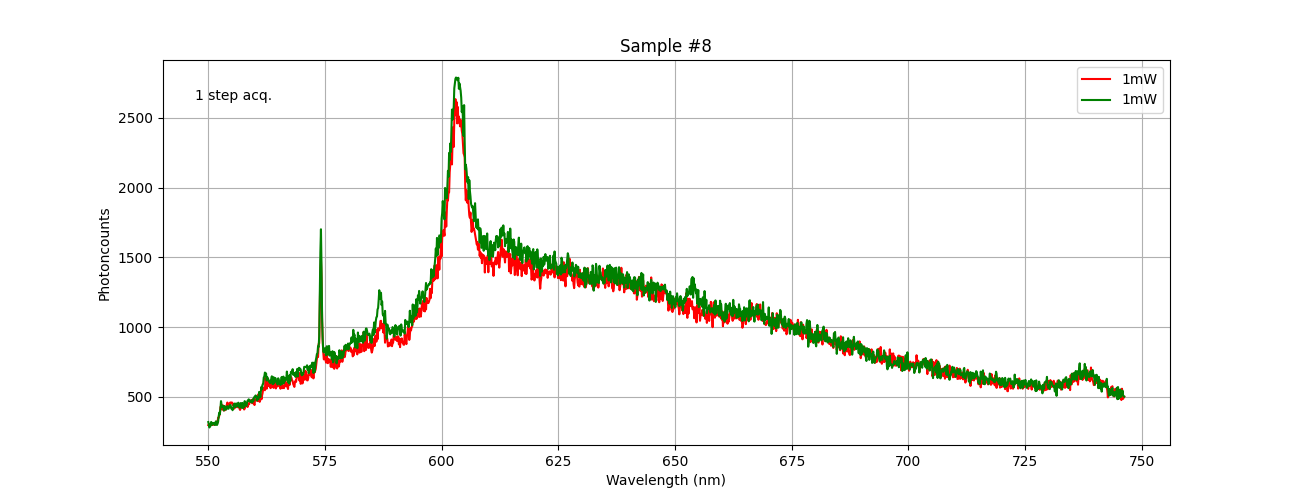 Sample #8
1 step acq.
1mW
1mW
Photoncounts
2500
2000
1500
1000
500
550 575 600 625 650 675 700 725 750
Wavelength (nm)